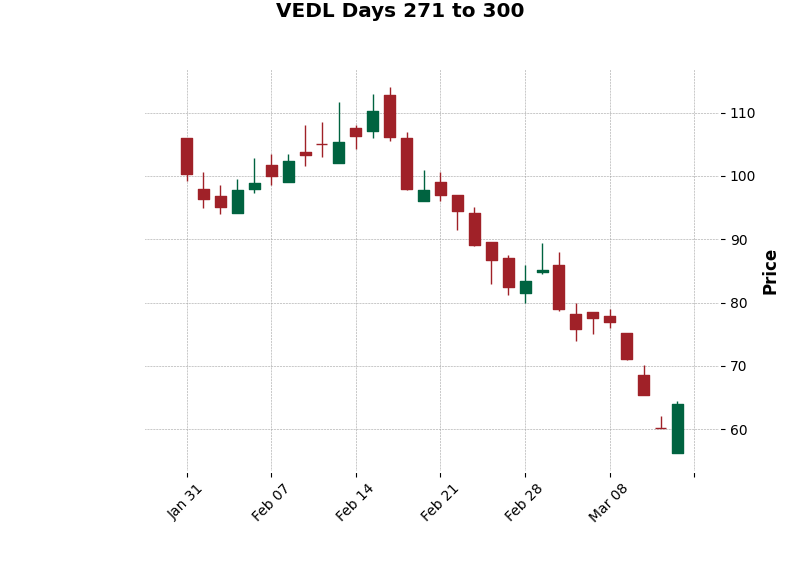 VEDL Days 271 to 300
110
100
90
80
70
60
Price
Jan 31
Feb 07
Feb 14
Feb 21
Feb 28
Mar 08